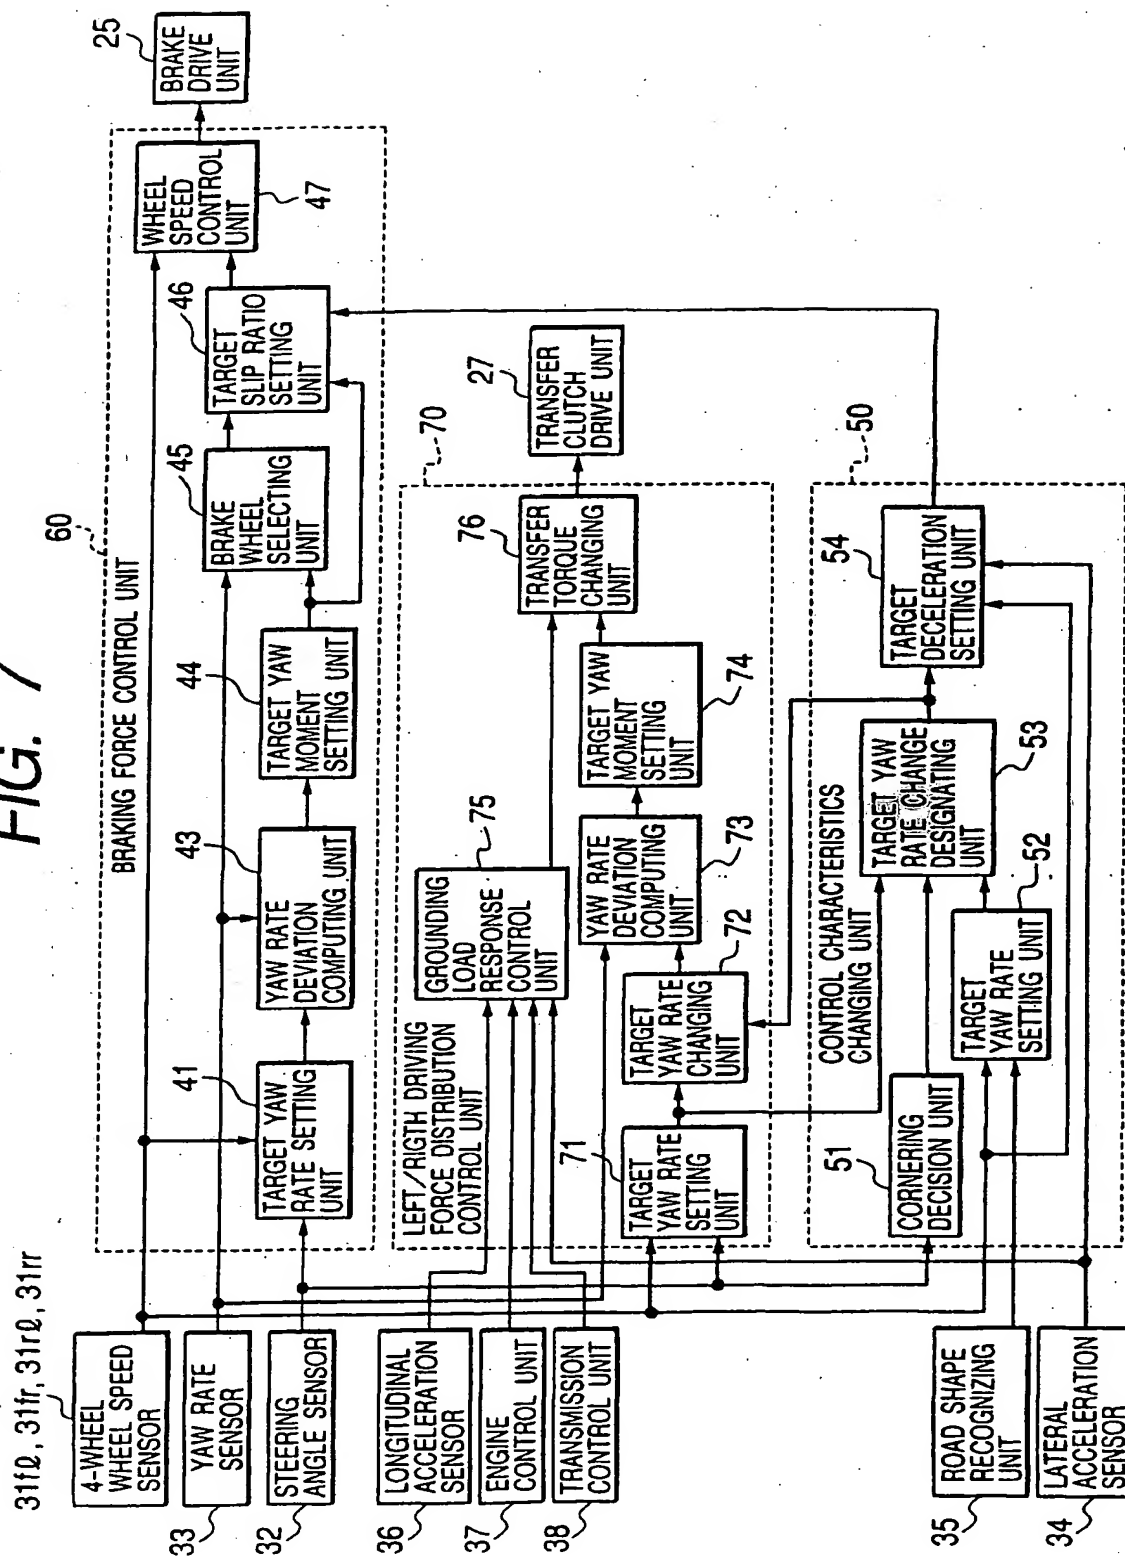 FIG. 7
31fℓ, 31fr, 31rℓ, 31rr
4-WHEEL
WHEEL SPEED
SENSOR
33
YAW RATE
SENSOR
32
STEERING
ANGLE SENSOR
36
LONGITUDINAL
ACCELERATION
SENSOR
37
ENGINE
CONTROL UNIT
38
TRANSMISSION
CONTROL UNIT
35
ROAD SHAPE
RECOGNIZING
UNIT
34
LATERAL
ACCELERATION
SENSOR
60
BRAKING FORCE CONTROL UNIT
41
TARGET YAW
RATE SETTING
UNIT
43
YAW RATE
DEVIATION
COMPUTING UNIT
44
TARGET YAW
MOMENT
SETTING UNIT
45
BRAKE
WHEEL
SELECTING
UNIT
46
TARGET
SLIP RATIO
SETTING
UNIT
WHEEL
SPEED
CONTROL
UNIT
47
25
BRAKE
DRIVE
UNIT
70
LEFT/RIGTH DRIVING
FORCE DISTRIBUTION
CONTROL UNIT
75
GROUNDING
LOAD
RESPONSE
CONTROL
UNIT
71
TARGET
YAW RATE
SETTING
UNIT
72
TARGET
YAW RATE
CHANGING
UNIT
YAW RATE
DEVIATION
COMPUTING
UNIT
73
TARGET YAW
MOMENT
SETTING
UNIT
74
76
TRANSFER
TORQUE
CHANGING
UNIT
27
TRANSFER
CLUTCH
DRIVE UNIT
50
CONTROL CHARACTERISTICS
CHANGING UNIT
51
CORNERING
DECISION UNIT
52
TARGET
YAW RATE
SETTING UNIT
TARGET YAW
RATE CHANGE
DESIGNATING
UNIT
53
54
TARGET
DECELERATION
SETTING UNIT